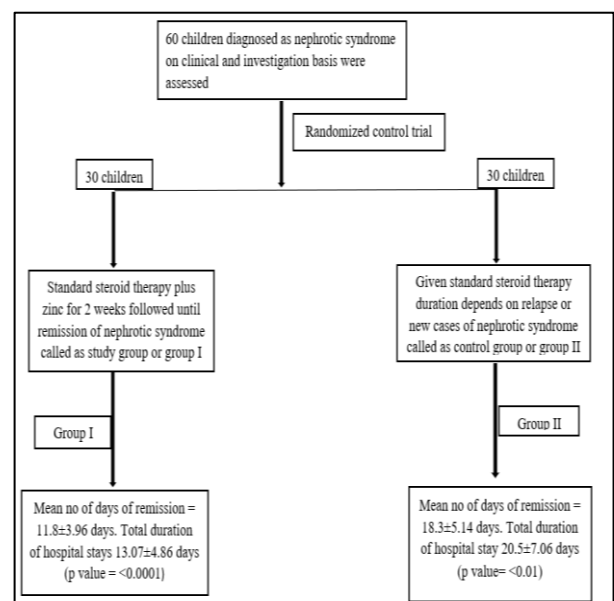 60 children diagnosed as nephrotic syndrome
on clinical and investigation basis were
assessed
Randomized control trial
30 children
30 children
Standard steroid therapy plus
zinc for 2 weeks followed until
remission of nephrotic syndrome
called as study group or group I
Given standard steroid therapy
duration depends on relapse or
new cases of nephrotic syndrome
called as control group or group II
Group I
Group II
Mean no of days of remission =
11.8±3.96 days. Total duration
of hospital stays 13.07±4.86 days
(p value = <0.0001)
Mean no of days of remission =
18.3±5.14 days. Total duration
of hospital stay 20.5±7.06 days
(p value= <0.01)